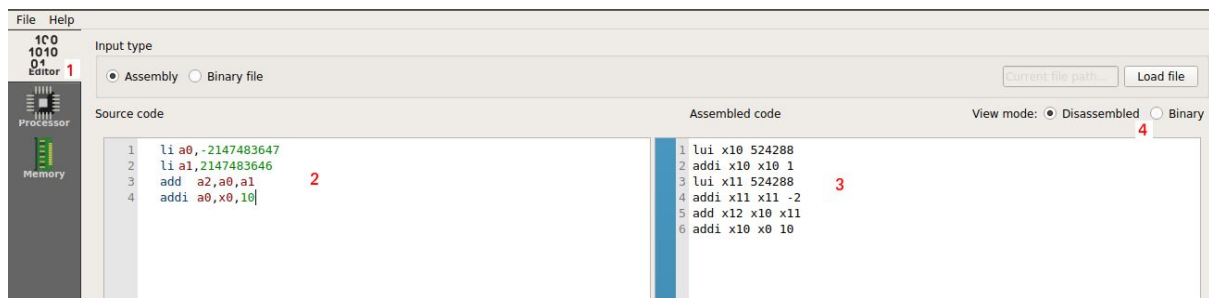 File Help
1010
Editor 1
Input type
Assembly Binary file
Current file path... Load file
Processor
Source code
Assembled code
View mode: Disassembled Binary
4
Memory
1 li a0,-2147483647
2 li a1,2147483646
3 add a2,a0,a1
4 addi a0,x0,10
2
1 lui x10 524288
2 addi x10 x10 1
3 lui x11 524288
4 addi x11 x11 -2
5 add x12 x10 x11
6 addi x10 x0 10
3